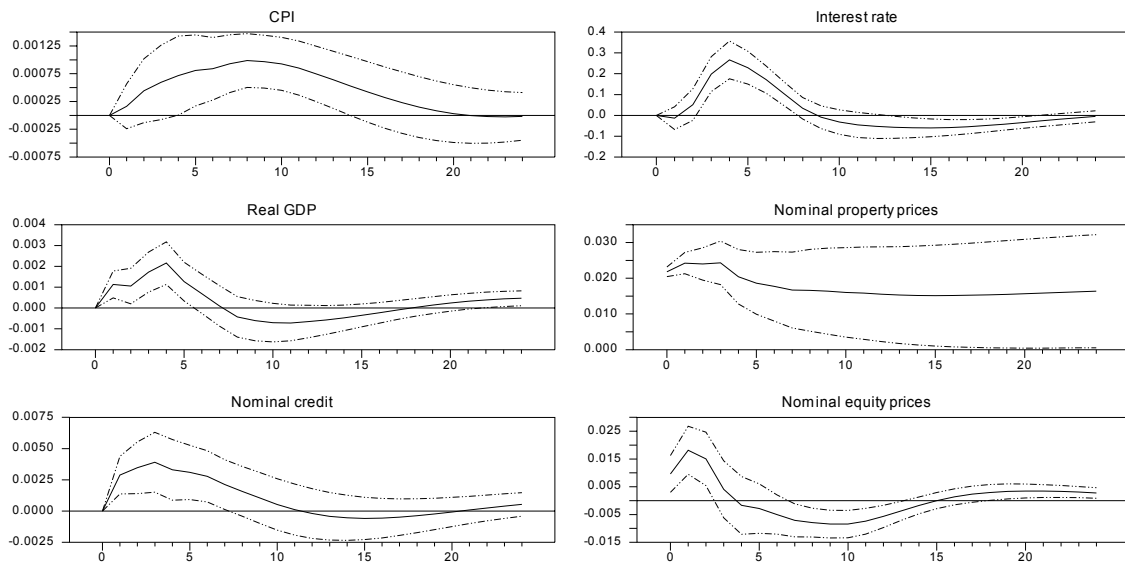 CPI
0.00125
0.00075
0.00025
-0.00025
-0.00075
0 5 10 15 20
Interest rate
0.4
0.3
0.2
0.1
0.0
-0.1
-0.2
0 5 10 15 20
Real GDP
0.004
0.003
0.002
0.001
0.000
-0.001
-0.002
0 5 10 15 20
Nominal property prices
0.030
0.020
0.010
0.000
0 5 10 15 20
Nominal credit
0.0075
0.0050
0.0025
0.0000
-0.0025
0 5 10 15 20
Nominal equity prices
0.025
0.015
0.005
-0.005
-0.015
0 5 10 15 20